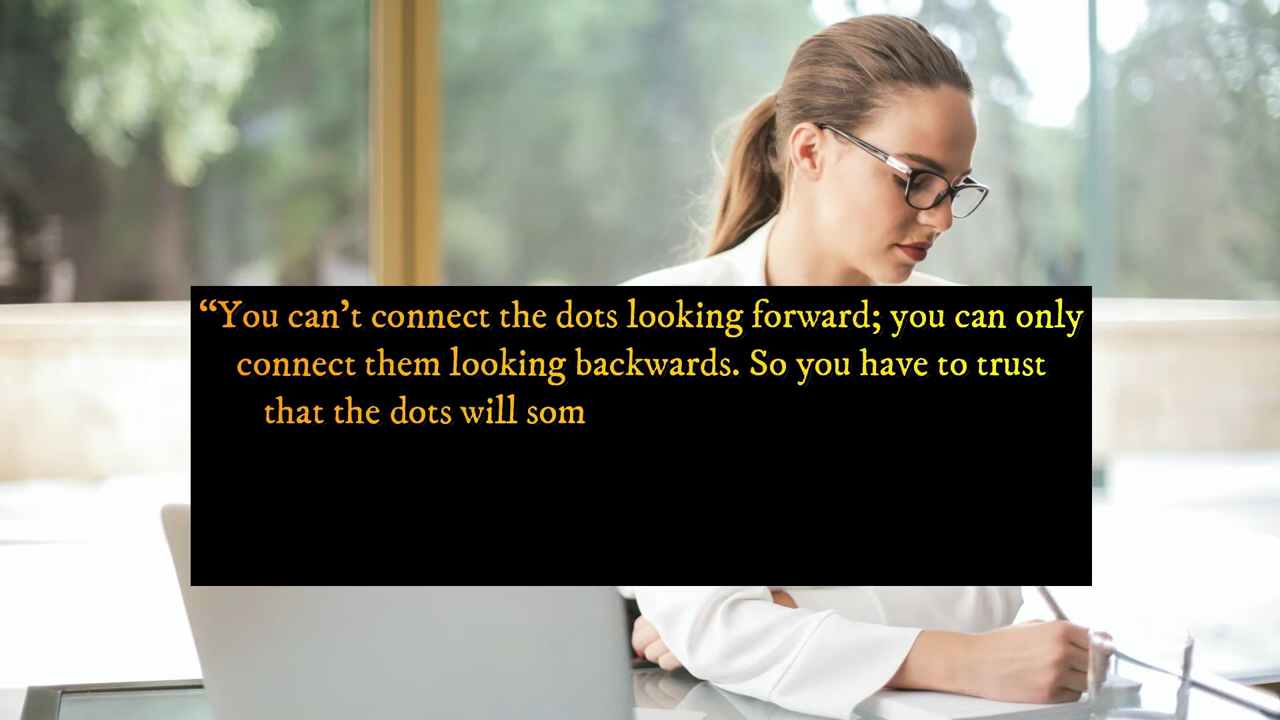 “You can’t connect the dots looking forward; you can only
connect them looking backwards. So you have to trust
that the dots will som